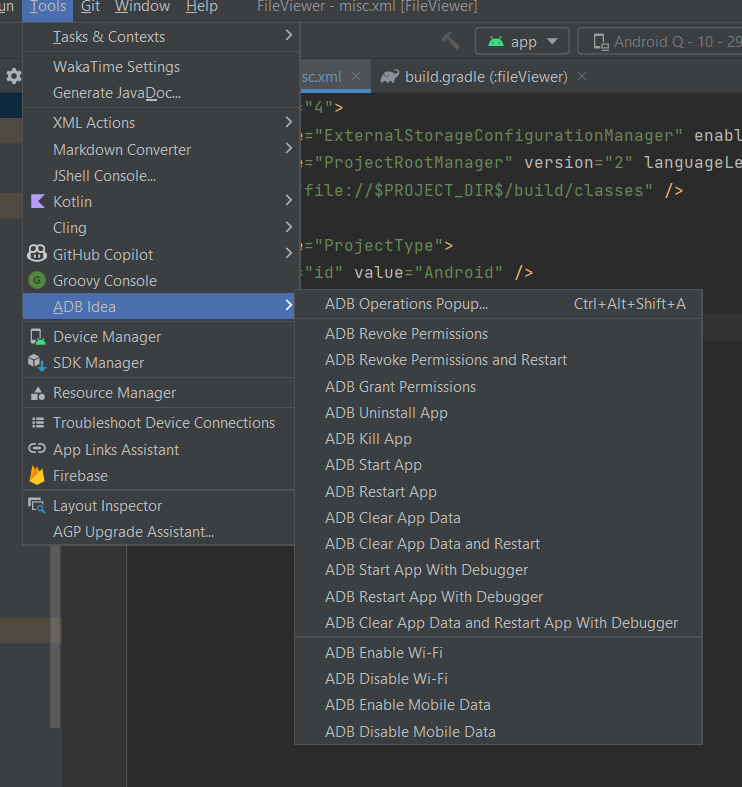 Tools Git Window Help FileViewer - misc.xml [FileViewer]
Tasks & Contexts
WakaTime Settings
Generate JavaDoc...
XML Actions
Markdown Converter
JShell Console...
Kotlin
Cling
GitHub Copilot
Groovy Console
ADB Idea
Device Manager
SDK Manager
Resource Manager
Troubleshoot Device Connections
App Links Assistant
Firebase
Layout Inspector
AGP Upgrade Assistant...
app Android Q - 10 - 29
sc.xml build.gradle (:fileViewer)
="4">
e="ExternalStorageConfigurationManager" enabl
e="ProjectRootManager" version="2" languageLe
file://$PROJECT_DIR$/build/classes" />
e="ProjectType">
="id" value="Android" />
ADB Operations Popup... Ctrl+Alt+Shift+A
ADB Revoke Permissions
ADB Revoke Permissions and Restart
ADB Grant Permissions
ADB Uninstall App
ADB Kill App
ADB Start App
ADB Restart App
ADB Clear App Data
ADB Clear App Data and Restart
ADB Start App With Debugger
ADB Restart App With Debugger
ADB Clear App Data and Restart App With Debugger
ADB Enable Wi-Fi
ADB Disable Wi-Fi
ADB Enable Mobile Data
ADB Disable Mobile Data